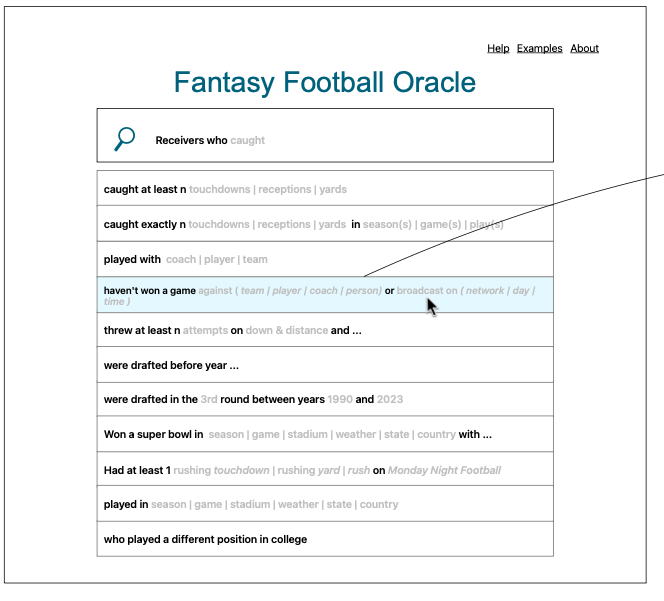 Help Examples About
Fantasy Football Oracle
Receivers who caught
caught at least n touchdowns | receptions | yards
caught exactly n touchdowns | receptions | yards in season(s) | game(s) | play(s)
played with coach | player | team
haven't won a game against ( team | player | coach | person) or broadcast on ( network | day |
time )
threw at least n attempts on down & distance and ...
were drafted before year ...
were drafted in the 3rd round between years 1990 and 2023
Won a super bowl in season | game | stadium | weather | state | country with ...
Had at least 1 rushing touchdown | rushing yard | rush on Monday Night Football
played in season | game | stadium | weather | state | country
who played a different position in college